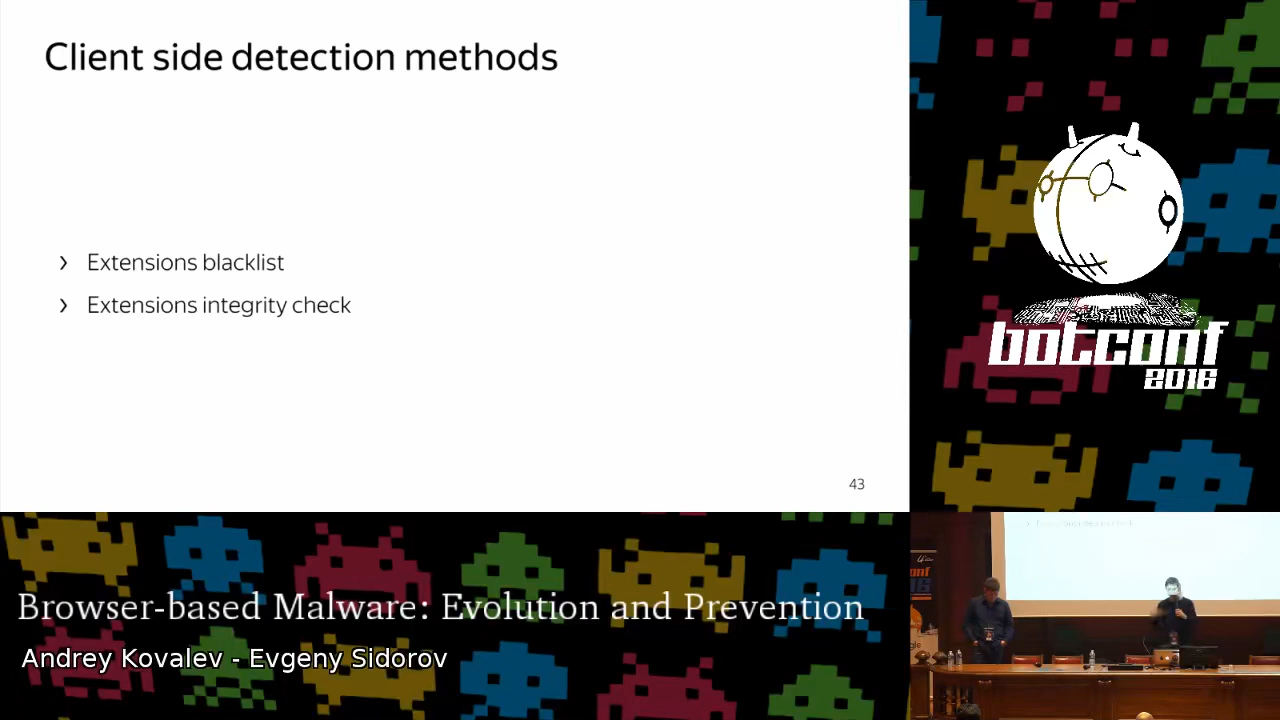 Client side detection methods
› Extensions blacklist
› Extensions integrity check
43
botconf
2016
Browser-based Malware: Evolution and Prevention
Andrey Kovalev - Evgeny Sidorov